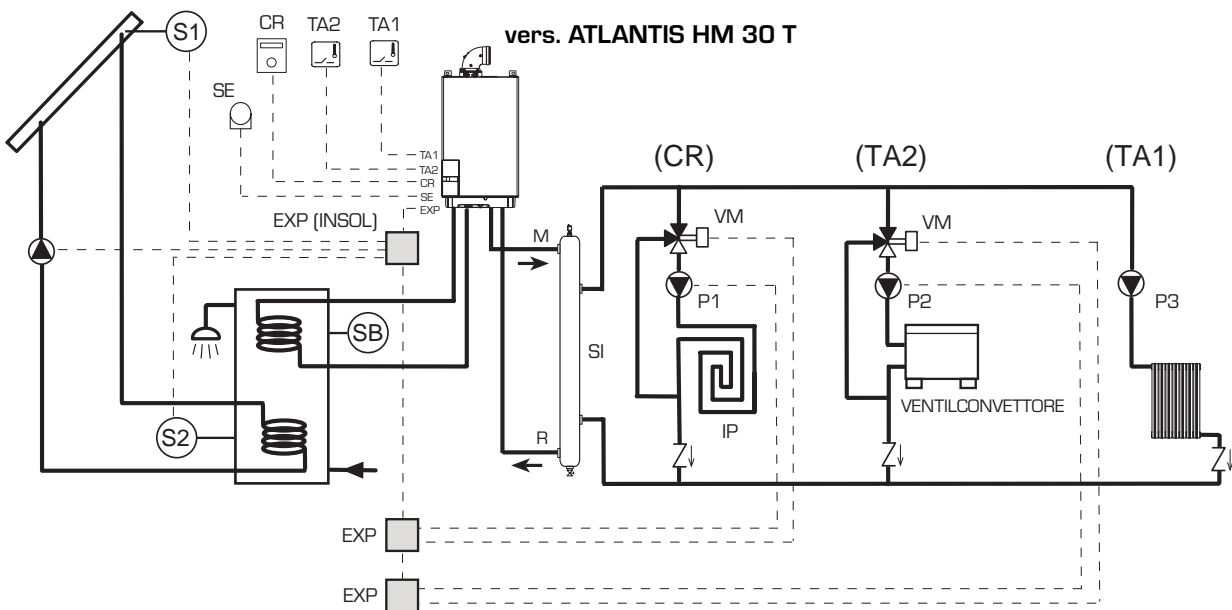 vers. ATLANTIS HM 30 T
S1
CR
TA2
TA1
SE
TA1
TA2
CR
SE
EXP
EXP (INSOL)
(CR)
(TA2)
(TA1)
M
VM
VM
P1
P2
P3
SB
SI
S2
R
IP
VENTILCONVETTORE
EXP
EXP